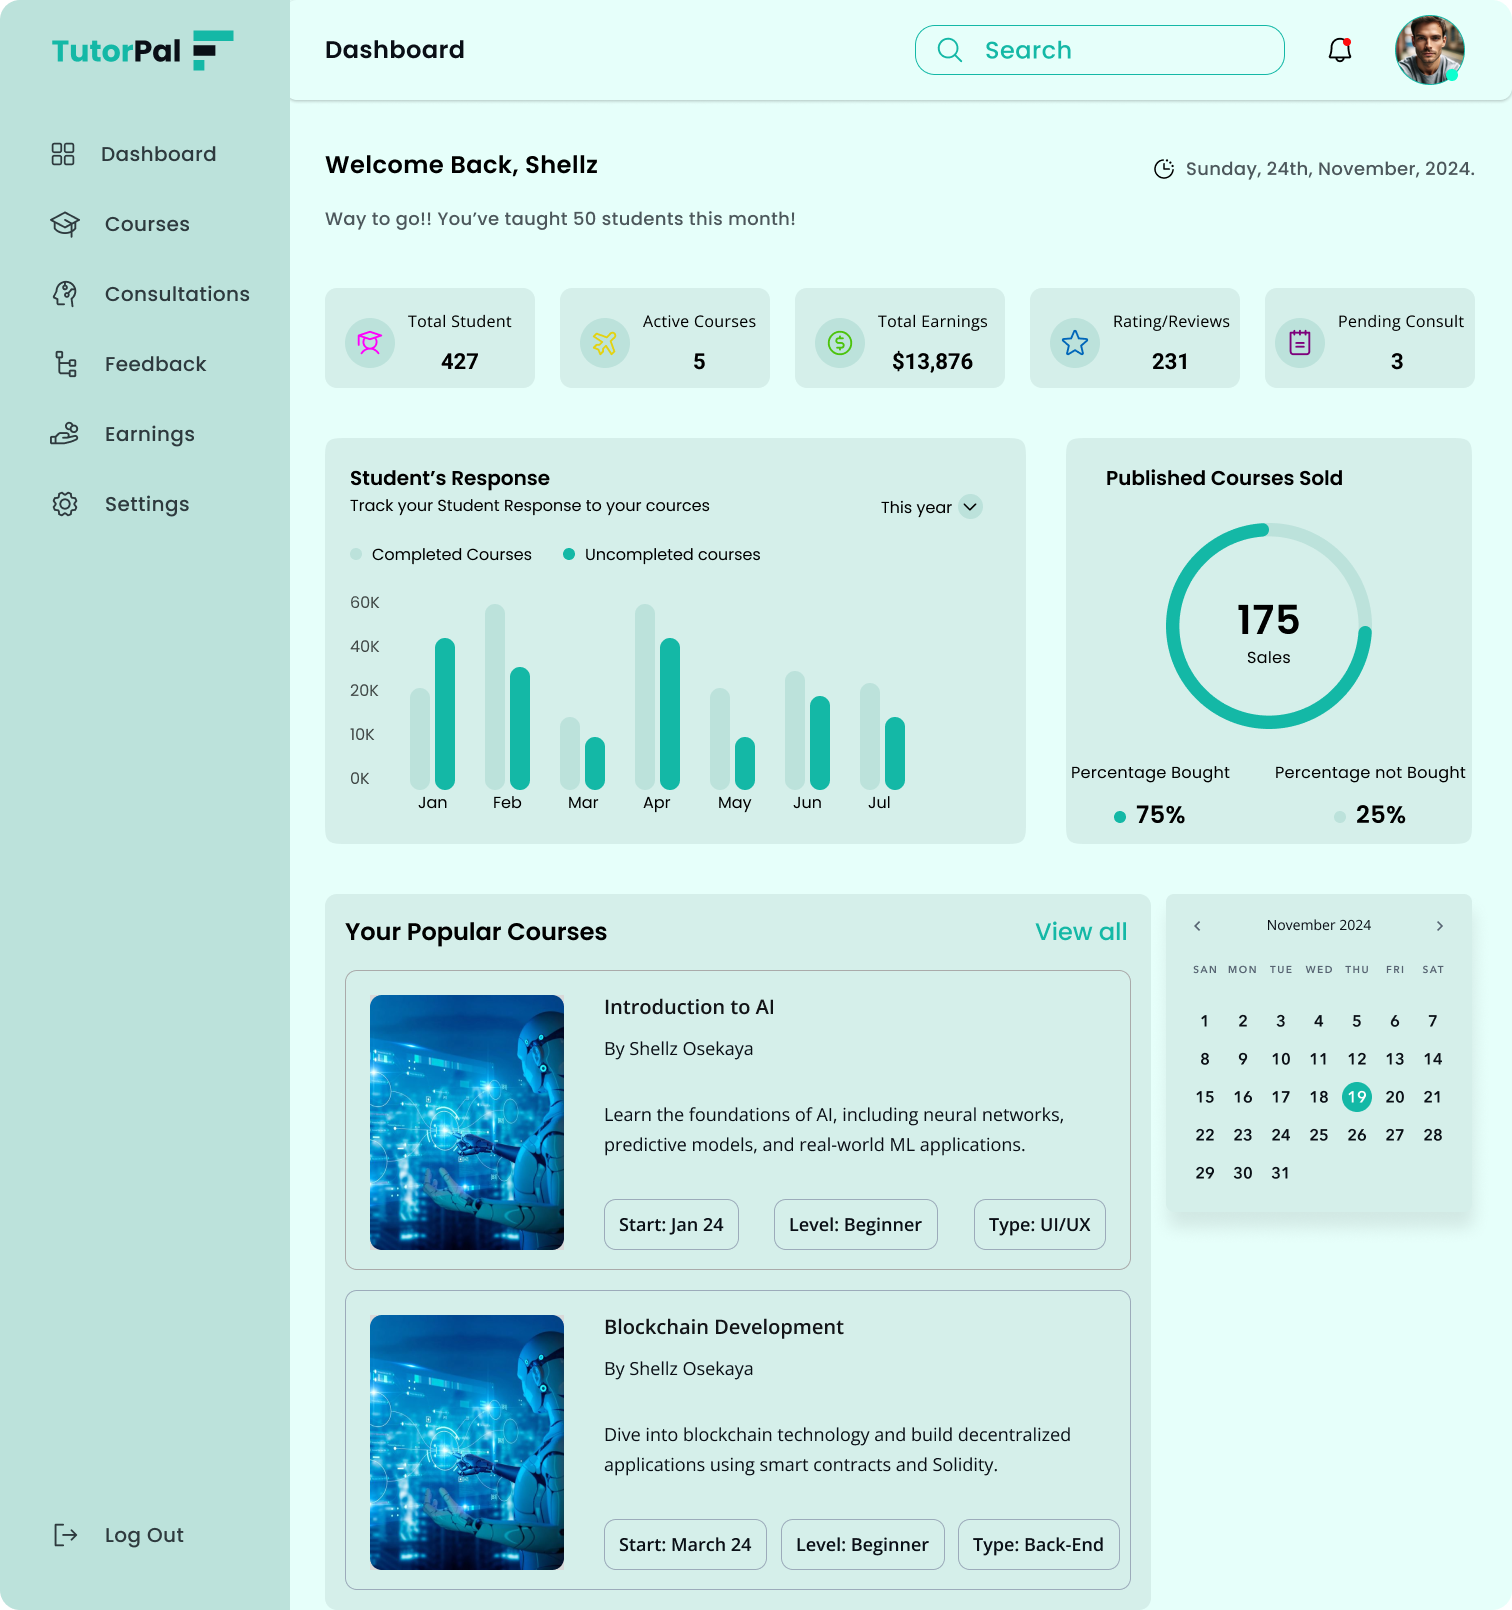 TutorPal
Dashboard
Search
Dashboard
Courses
Consultations
Feedback
Earnings
Settings
Log Out
Welcome Back, Shellz
Sunday, 24th, November, 2024.
Way to go!! You’ve taught 50 students this month!
Total Student
427
Active Courses
5
Total Earnings
$13,876
Rating/Reviews
231
Pending Consult
3
Student’s Response
Track your Student Response to your cources
This year
Completed Courses
Uncompleted courses
60K
40K
20K
10K
0K
Jan Feb Mar Apr May Jun Jul
Published Courses Sold
175
Sales
Percentage Bought
75%
Percentage not Bought
25%
Your Popular Courses
View all
Introduction to AI
By Shellz Osekaya
Learn the foundations of AI, including neural networks,
predictive models, and real-world ML applications.
Start: Jan 24
Level: Beginner
Type: UI/UX
Blockchain Development
By Shellz Osekaya
Dive into blockchain technology and build decentralized
applications using smart contracts and Solidity.
Start: March 24
Level: Beginner
Type: Back-End
November 2024
SAN MON TUE WED THU FRI SAT
1 2 3 4 5 6 7
8 9 10 11 12 13 14
15 16 17 18 19 20 21
22 23 24 25 26 27 28
29 30 31